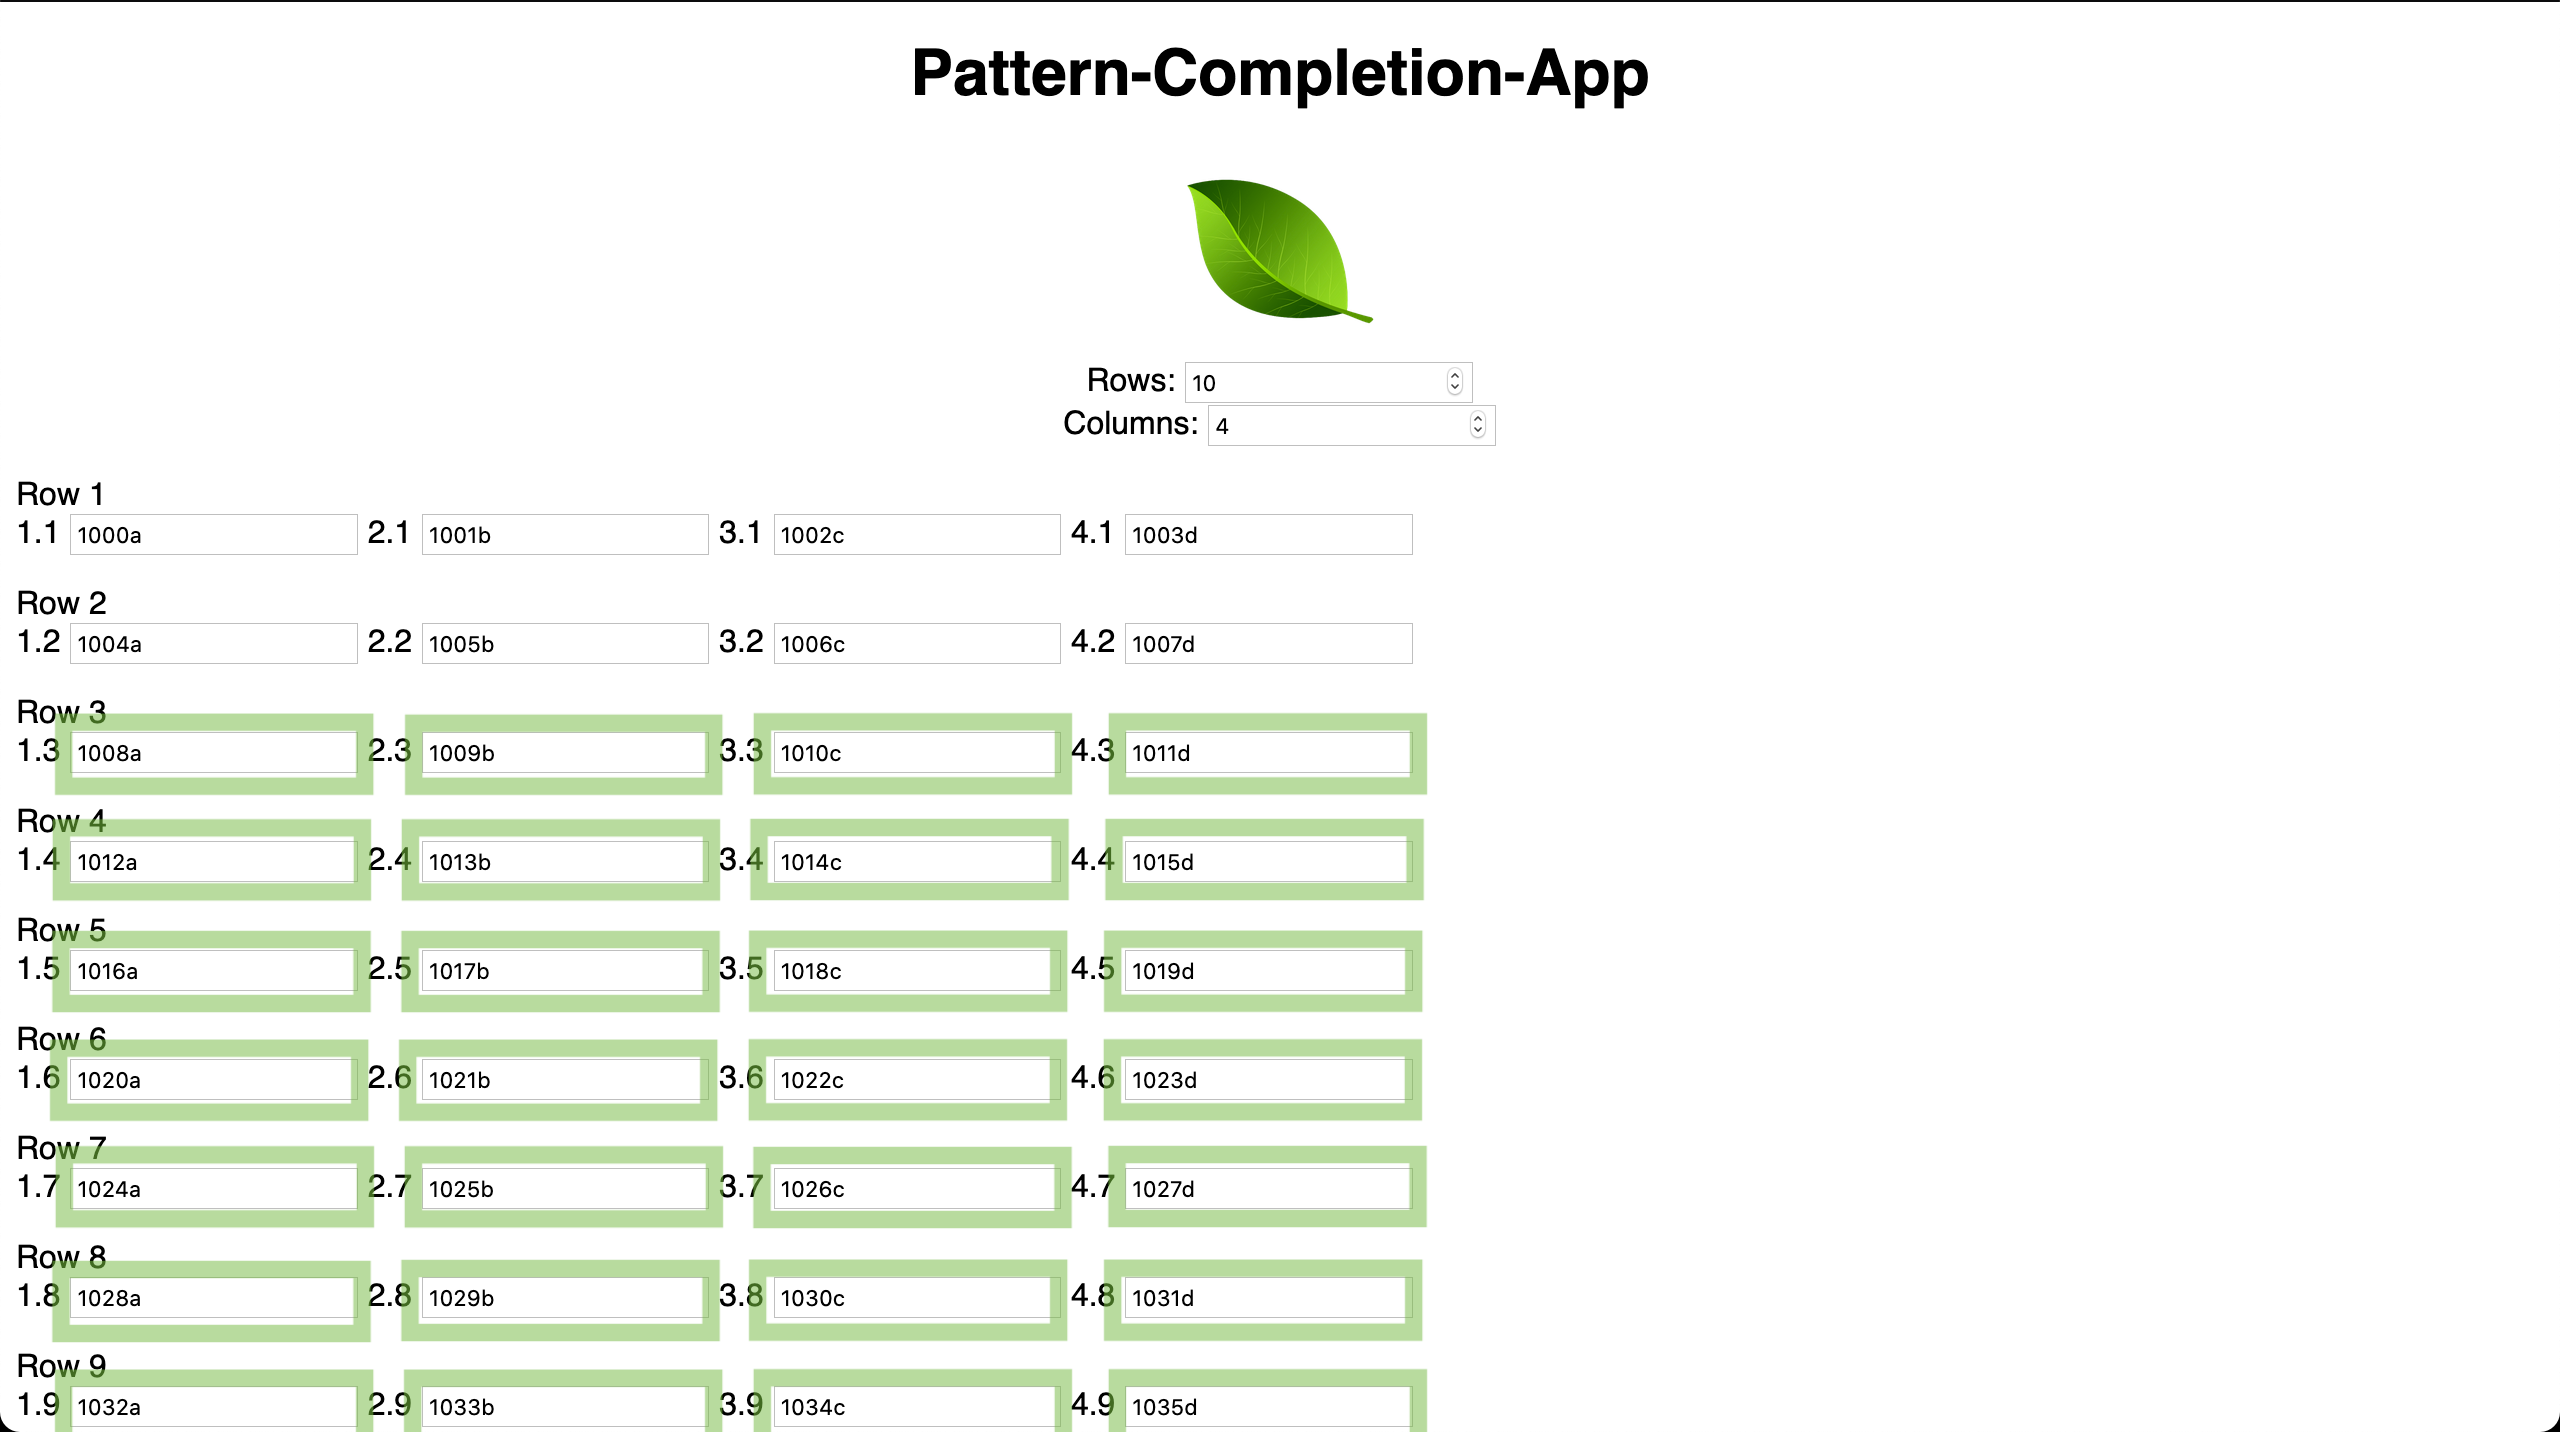 Pattern-Completion-App
Rows: 10
Columns: 4
Row 1
1.1 1000a 2.1 1001b 3.1 1002c 4.1 1003d
Row 2
1.2 1004a 2.2 1005b 3.2 1006c 4.2 1007d
Row 3
1.3 1008a 2.3 1009b 3.3 1010c 4.3 1011d
Row 4
1.4 1012a 2.4 1013b 3.4 1014c 4.4 1015d
Row 5
1.5 1016a 2.5 1017b 3.5 1018c 4.5 1019d
Row 6
1.6 1020a 2.6 1021b 3.6 1022c 4.6 1023d
Row 7
1.7 1024a 2.7 1025b 3.7 1026c 4.7 1027d
Row 8
1.8 1028a 2.8 1029b 3.8 1030c 4.8 1031d
Row 9
1.9 1032a 2.9 1033b 3.9 1034c 4.9 1035d